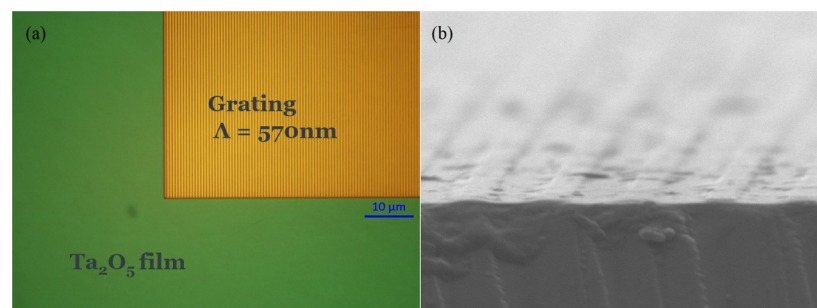 (a)
Grating
Λ = 570nm
10 μm
Ta₂O₅ film
(b)